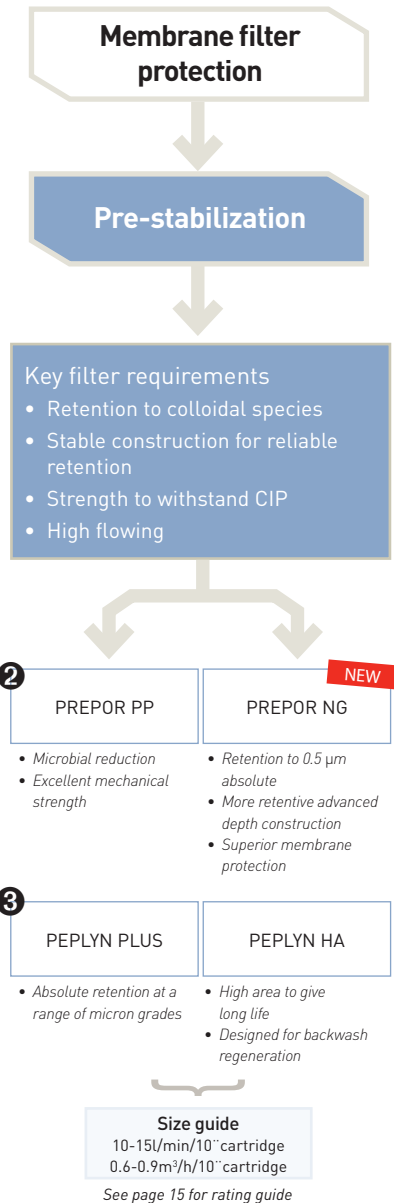 Membrane filter
protection
Pre-stabilization
Key filter requirements
• Retention to colloidal species
• Stable construction for reliable
retention
• Strength to withstand CIP
• High flowing
2
NEW
PREPOR PP
PREPOR NG
• Microbial reduction
• Excellent mechanical
strength
• Retention to 0.5 µm
absolute
• More retentive advanced
depth construction
• Superior membrane
protection
3
PEPLYN PLUS
PEPLYN HA
• Absolute retention at a
range of micron grades
• High area to give
long life
• Designed for backwash
regeneration
Size guide
10-15l/min/10¨cartridge
0.6-0.9m³/h/10¨cartridge
See page 15 for rating guide